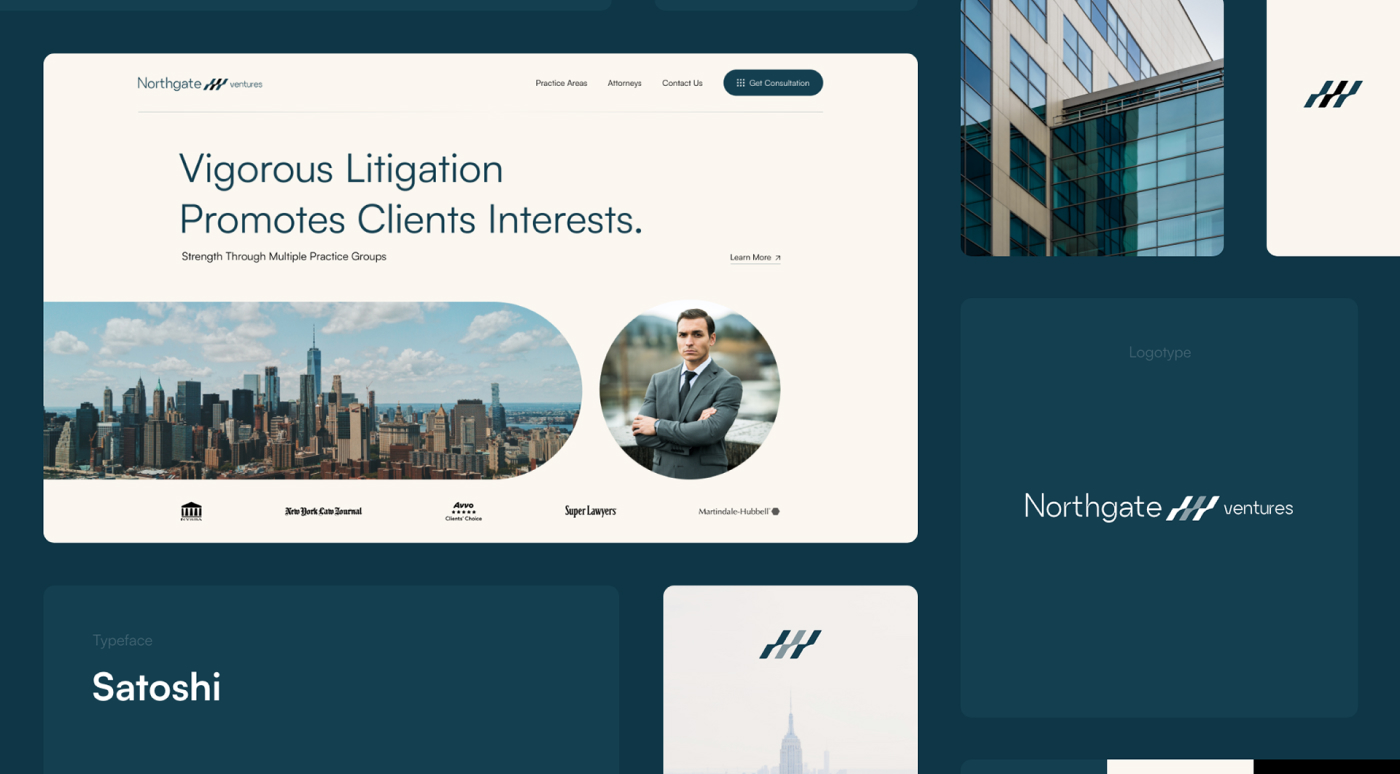 Northgate ventures
Practice Areas
Attorneys
Contact Us
Get Consultation
Vigorous Litigation
Promotes Clients Interests.
Strength Through Multiple Practice Groups
Learn More
New York Law Journal
Avvo
Clients' Choice
Super Lawyers
Martindale-Hubbell
Logotype
Northgate ventures
Typeface
Satoshi